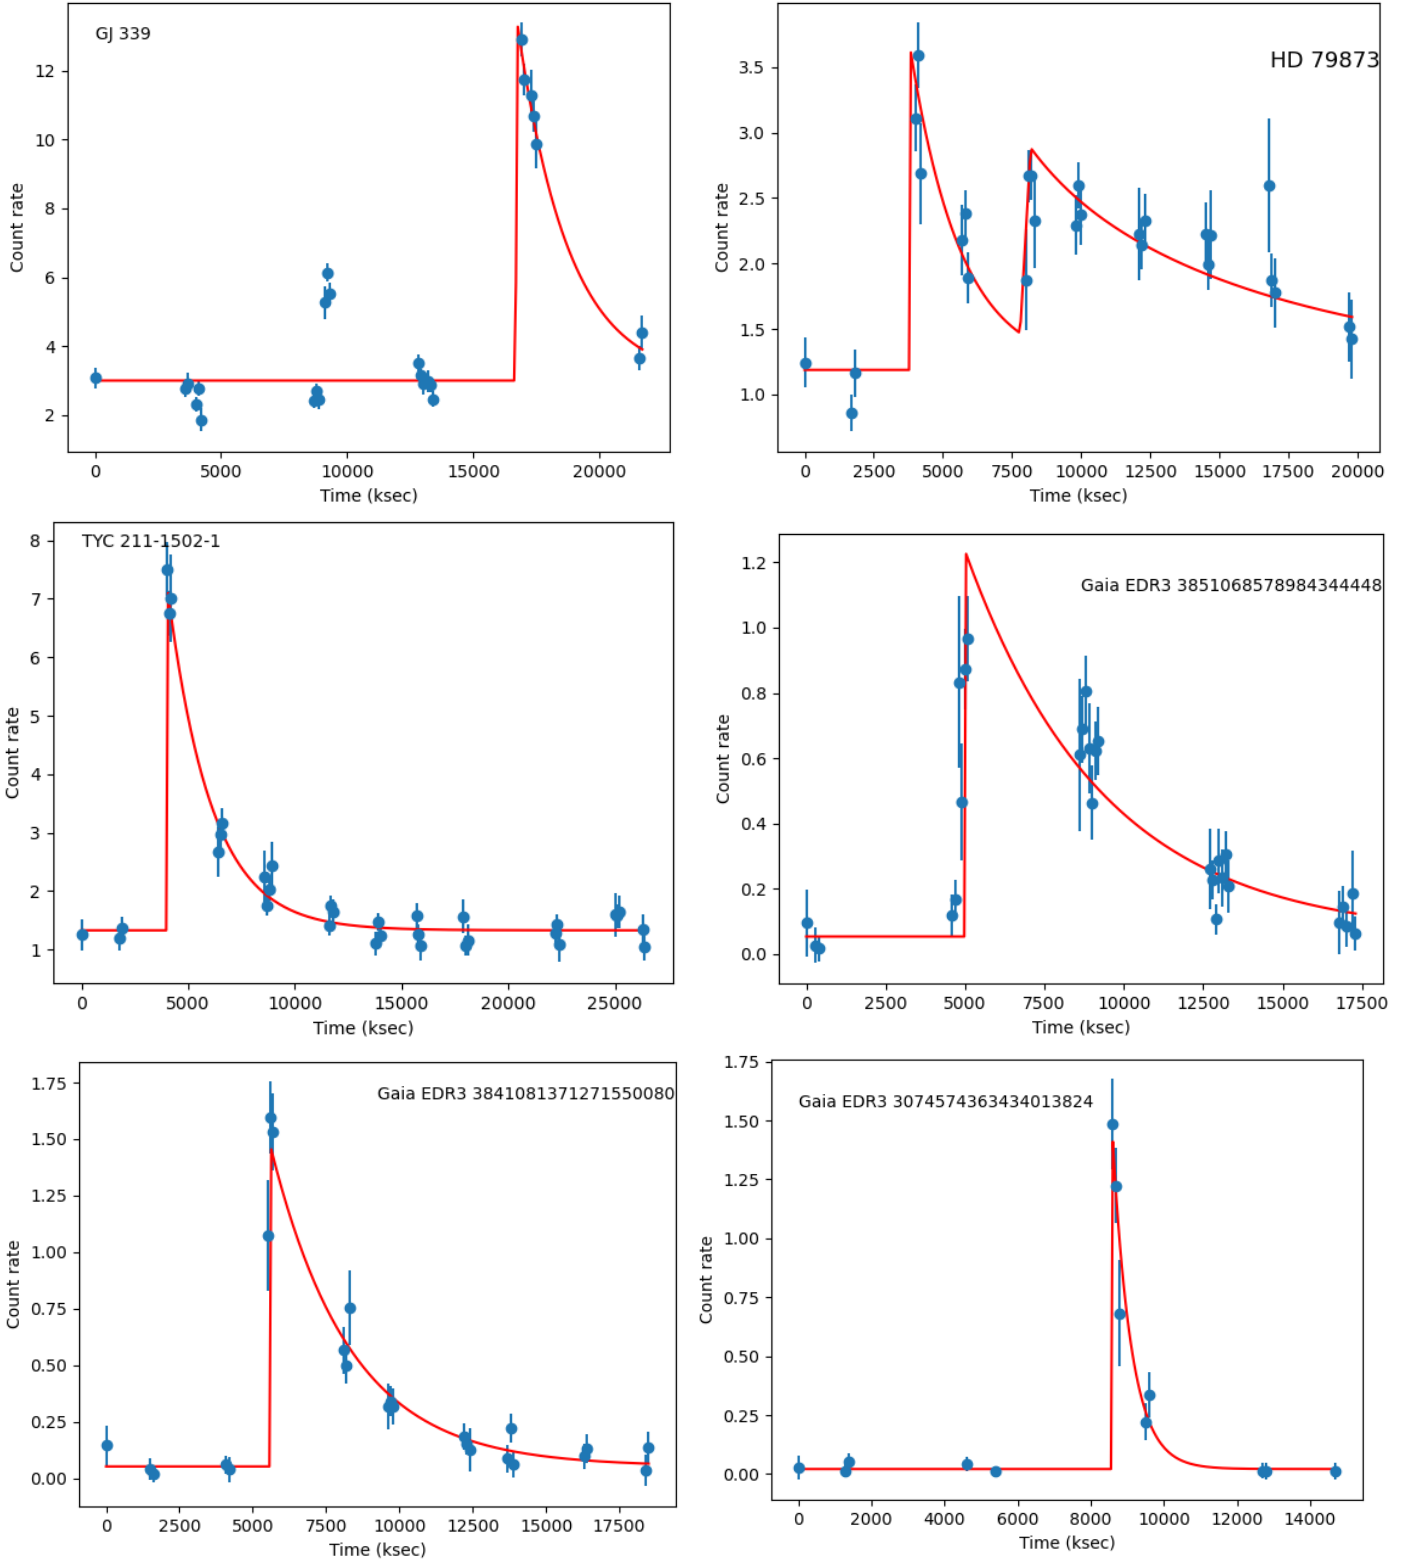 GJ 339
12
10
8
6
4
2
Count rate
0 5000 10000 15000 20000
Time (ksec)
HD 79873
3.5
3.0
2.5
2.0
1.5
1.0
Count rate
0 2500 5000 7500 10000 12500 15000 17500 20000
Time (ksec)
TYC 211-1502-1
8
7
6
5
4
3
2
1
Count rate
0 5000 10000 15000 20000 25000
Time (ksec)
Gaia EDR3 3851068578984344448
1.2
1.0
0.8
0.6
0.4
0.2
0.0
Count rate
0 2500 5000 7500 10000 12500 15000 17500
Time (ksec)
Gaia EDR3 3841081371271550080
1.75
1.50
1.25
1.00
0.75
0.50
0.25
0.00
Count rate
0 2500 5000 7500 10000 12500 15000 17500
Time (ksec)
Gaia EDR3 3074574363434013824
1.75
1.50
1.25
1.00
0.75
0.50
0.25
0.00
Count rate
0 2000 4000 6000 8000 10000 12000 14000
Time (ksec)